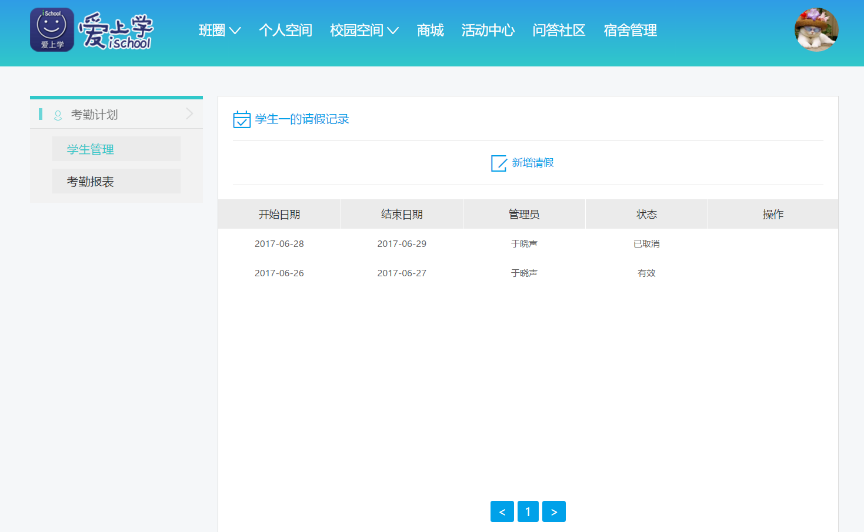 iSchool
爱上学
爱上学
iSchool
班圈 个人空间 校园空间 商城 活动中心 问答社区 宿舍管理
考勤计划
学生管理
考勤报表
学生一的请假记录
新增请假
开始日期 结束日期 管理员 状态 操作
2017-06-28 2017-06-29 于晓声 已取消
2017-06-26 2017-06-27 于晓声 有效
< 1 >